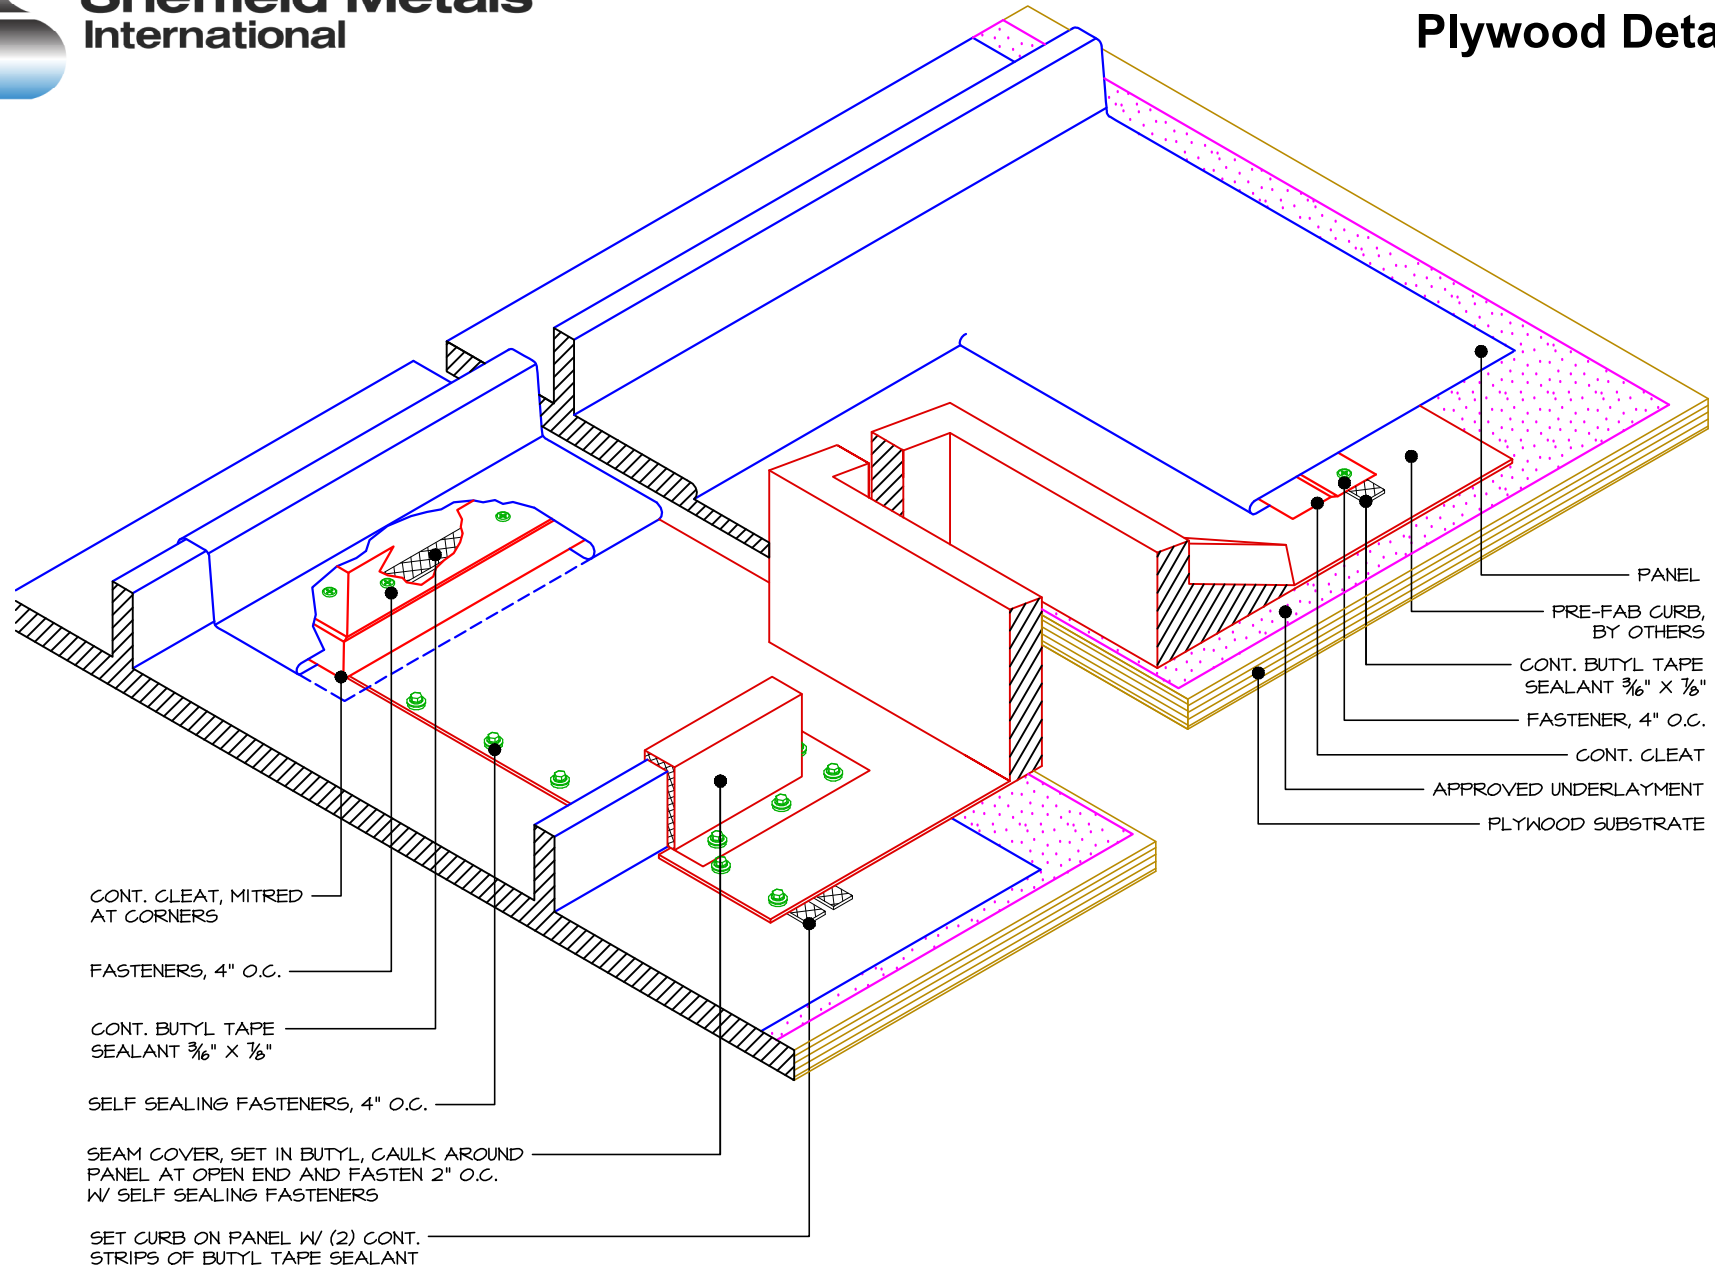 Sheffield Metals
International
Plywood Deta
PANEL
PRE-FAB CURB,
BY OTHERS
CONT. BUTYL TAPE
SEALANT 3/16" X 7/8"
FASTENER, 4" O.C.
CONT. CLEAT
APPROVED UNDERLAYMENT
PLYWOOD SUBSTRATE
CONT. CLEAT, MITRED
AT CORNERS
FASTENERS, 4" O.C.
CONT. BUTYL TAPE
SEALANT 3/16" X 7/8"
SELF SEALING FASTENERS, 4" O.C.
SEAM COVER, SET IN BUTYL, CAULK AROUND
PANEL AT OPEN END AND FASTEN 2" O.C.
W/ SELF SEALING FASTENERS
SET CURB ON PANEL W/ (2) CONT.
STRIPS OF BUTYL TAPE SEALANT